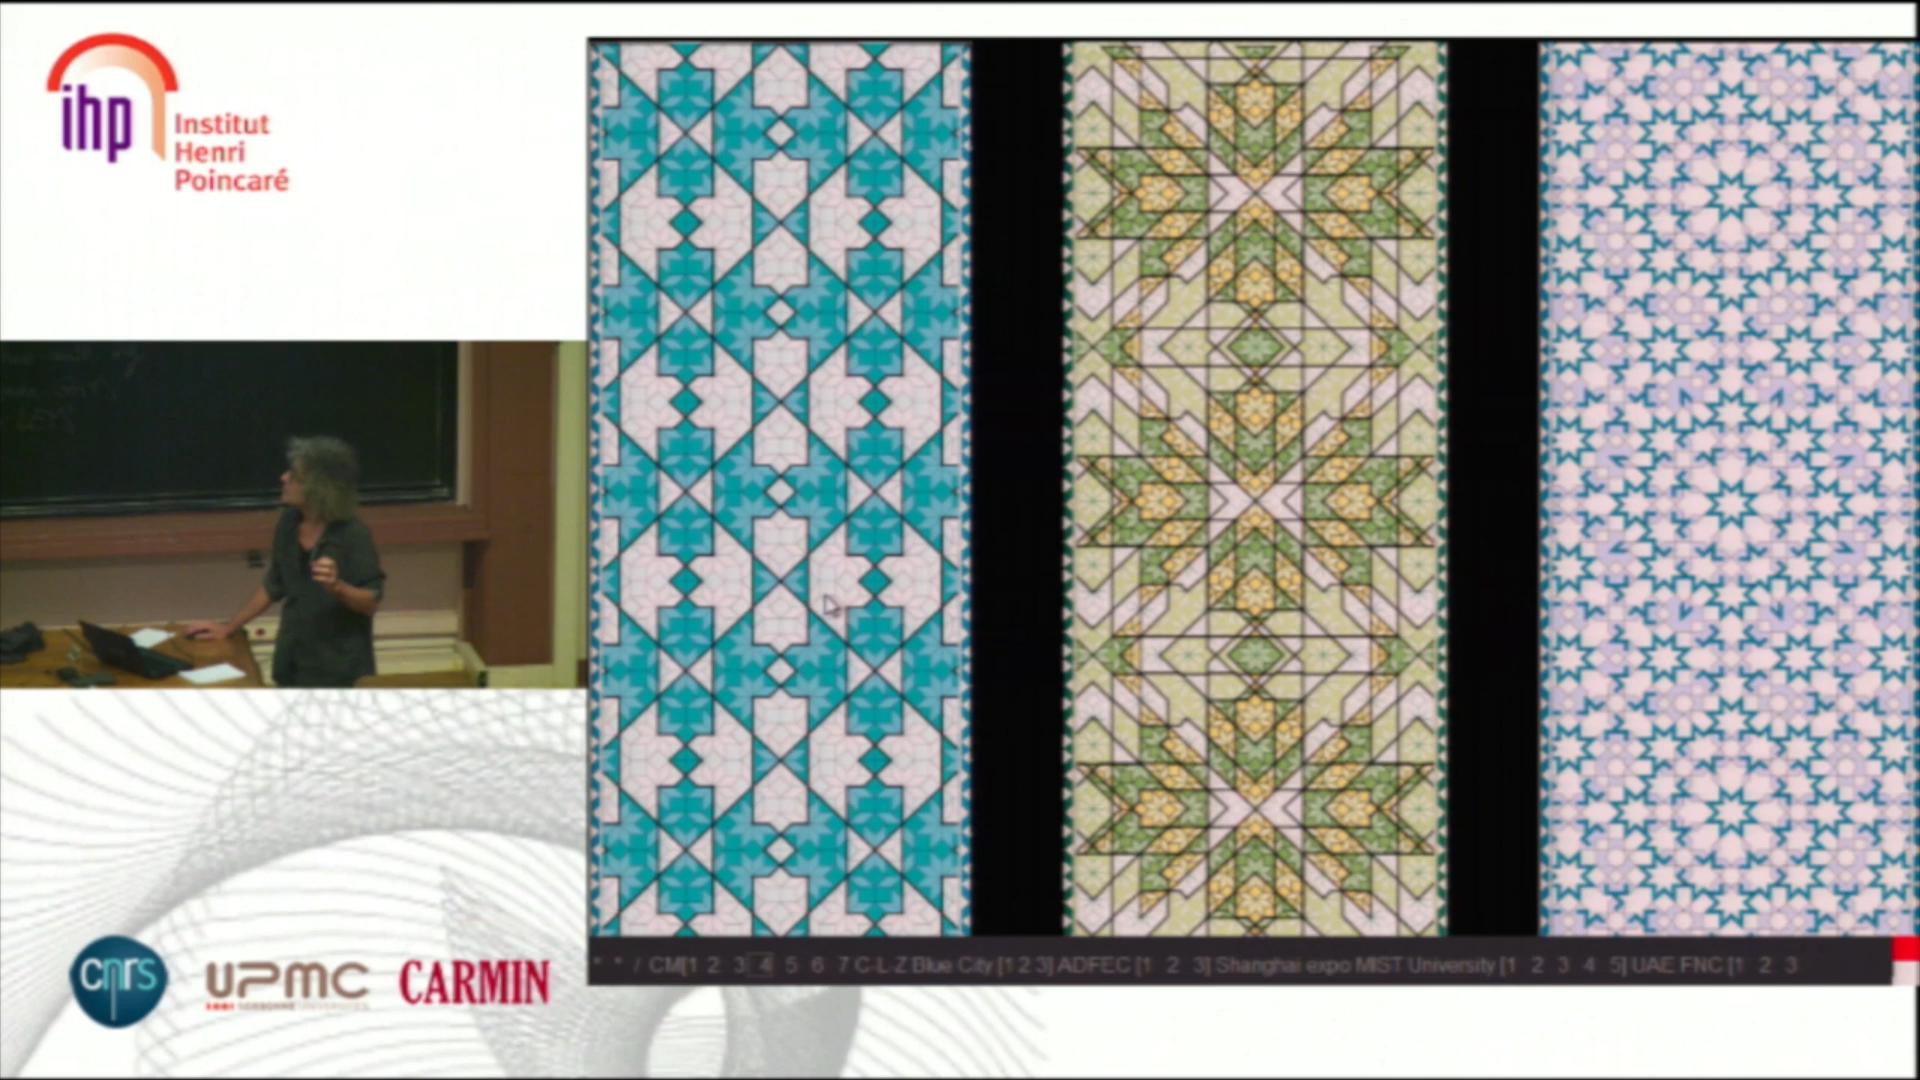 ihp
Institut
Henri
Poincaré
cnrs
UPMC
SORBONNE UNIVERSITÉS
CARMIN
" " / CM[1 2 3 4 5 6 7 C-L-Z Blue City [1 2 3] ADFEC [1 2 3] Shanghai expo MIST University [1 2 3 4 5] UAE FNC [1 2 3